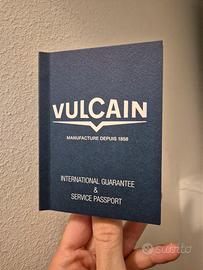 VULCAIN
MANUFACTURE DEPUIS 1858
INTERNATIONAL GUARANTEE
&
SERVICE PASSPORT
subito